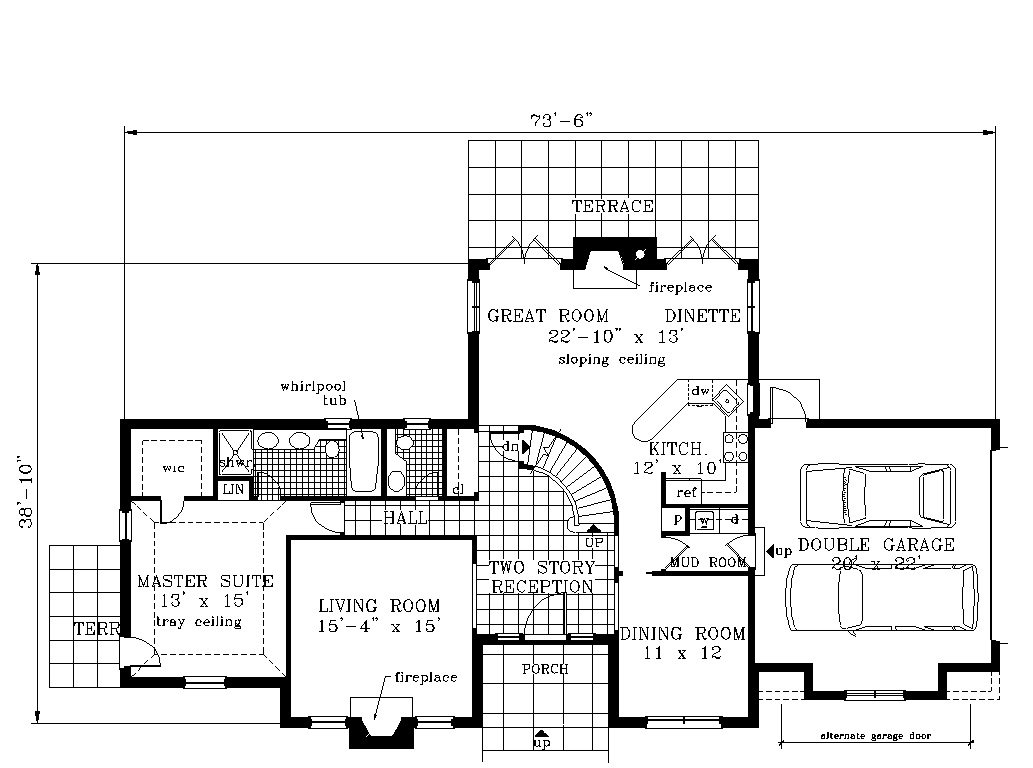 73'-6"
TERRACE
fireplace
GREAT ROOM DINETTE
22'-10" x 13'
sloping ceiling
whirlpool
tub
dw
dn
KITCH.
12' x 10'
wic
shwr
LIN
cl
ref
38'-10"
HALL
UP
P
w
d
MUD ROOM
up
DOUBLE GARAGE
20' x 22'
TWO STORY
RECEPTION
MASTER SUITE
13' x 15'
tray ceiling
LIVING ROOM
15'-4" x 15'
TERR
DINING ROOM
11 x 12
PORCH
fireplace
up
alternate garage door